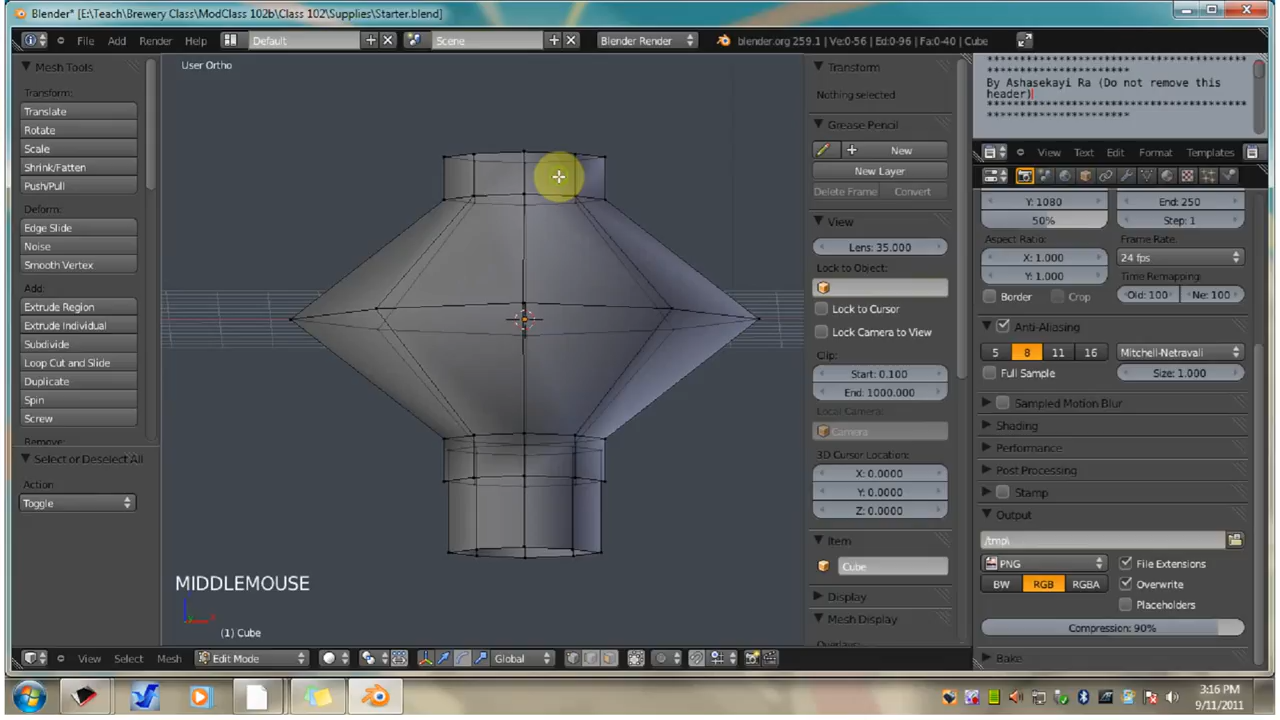 Blender* [E:\Teach\Brewery Class\ModClass 102b\Class 102\Supplies\Starter.blend]
File Add Render Help Default Scene Blender Render blender.org 259.1 | Ve:0-56 | Ed:0-96 | Fa:0-40 | Cube
Mesh Tools
Transform:
Translate
Rotate
Scale
Shrink/Fatten
Push/Pull
Deform:
Edge Slide
Noise
Smooth Vertex
Add:
Extrude Region
Extrude Individual
Subdivide
Loop Cut and Slide
Duplicate
Spin
Screw
Remove:
Select or Deselect All
Action:
Toggle
User Ortho
MIDDLEMOUSE
(1) Cube
Transform
Nothing selected
Grease Pencil
New
New Layer
Delete Frame Convert
View
Lens: 35.000
Lock to Object:
Lock to Cursor
Lock Camera to View
Clip:
Start: 0.100
End: 1000.000
Local Camera:
Camera
3D Cursor Location:
X: 0.0000
Y: 0.0000
Z: 0.0000
Item
Cube
Display
Mesh Display
Overlays:
By Ashasekayi Ra (Do not remove this
header)
View Text Edit Format Templates
Y: 1080 End: 250
50% Step: 1
Aspect Ratio: Frame Rate:
X: 1.000 24 fps
Y: 1.000 Time Remapping:
Border Crop Old: 100 Ne: 100
Anti-Aliasing
5 8 11 16 Mitchell-Netravali
Full Sample Size: 1.000
Sampled Motion Blur
Shading
Performance
Post Processing
Stamp
Output
/tmp\
PNG File Extensions
BW RGB RGBA Overwrite
Placeholders
Compression: 90%
Bake
View Select Mesh Edit Mode Global
3:16 PM
9/11/2011